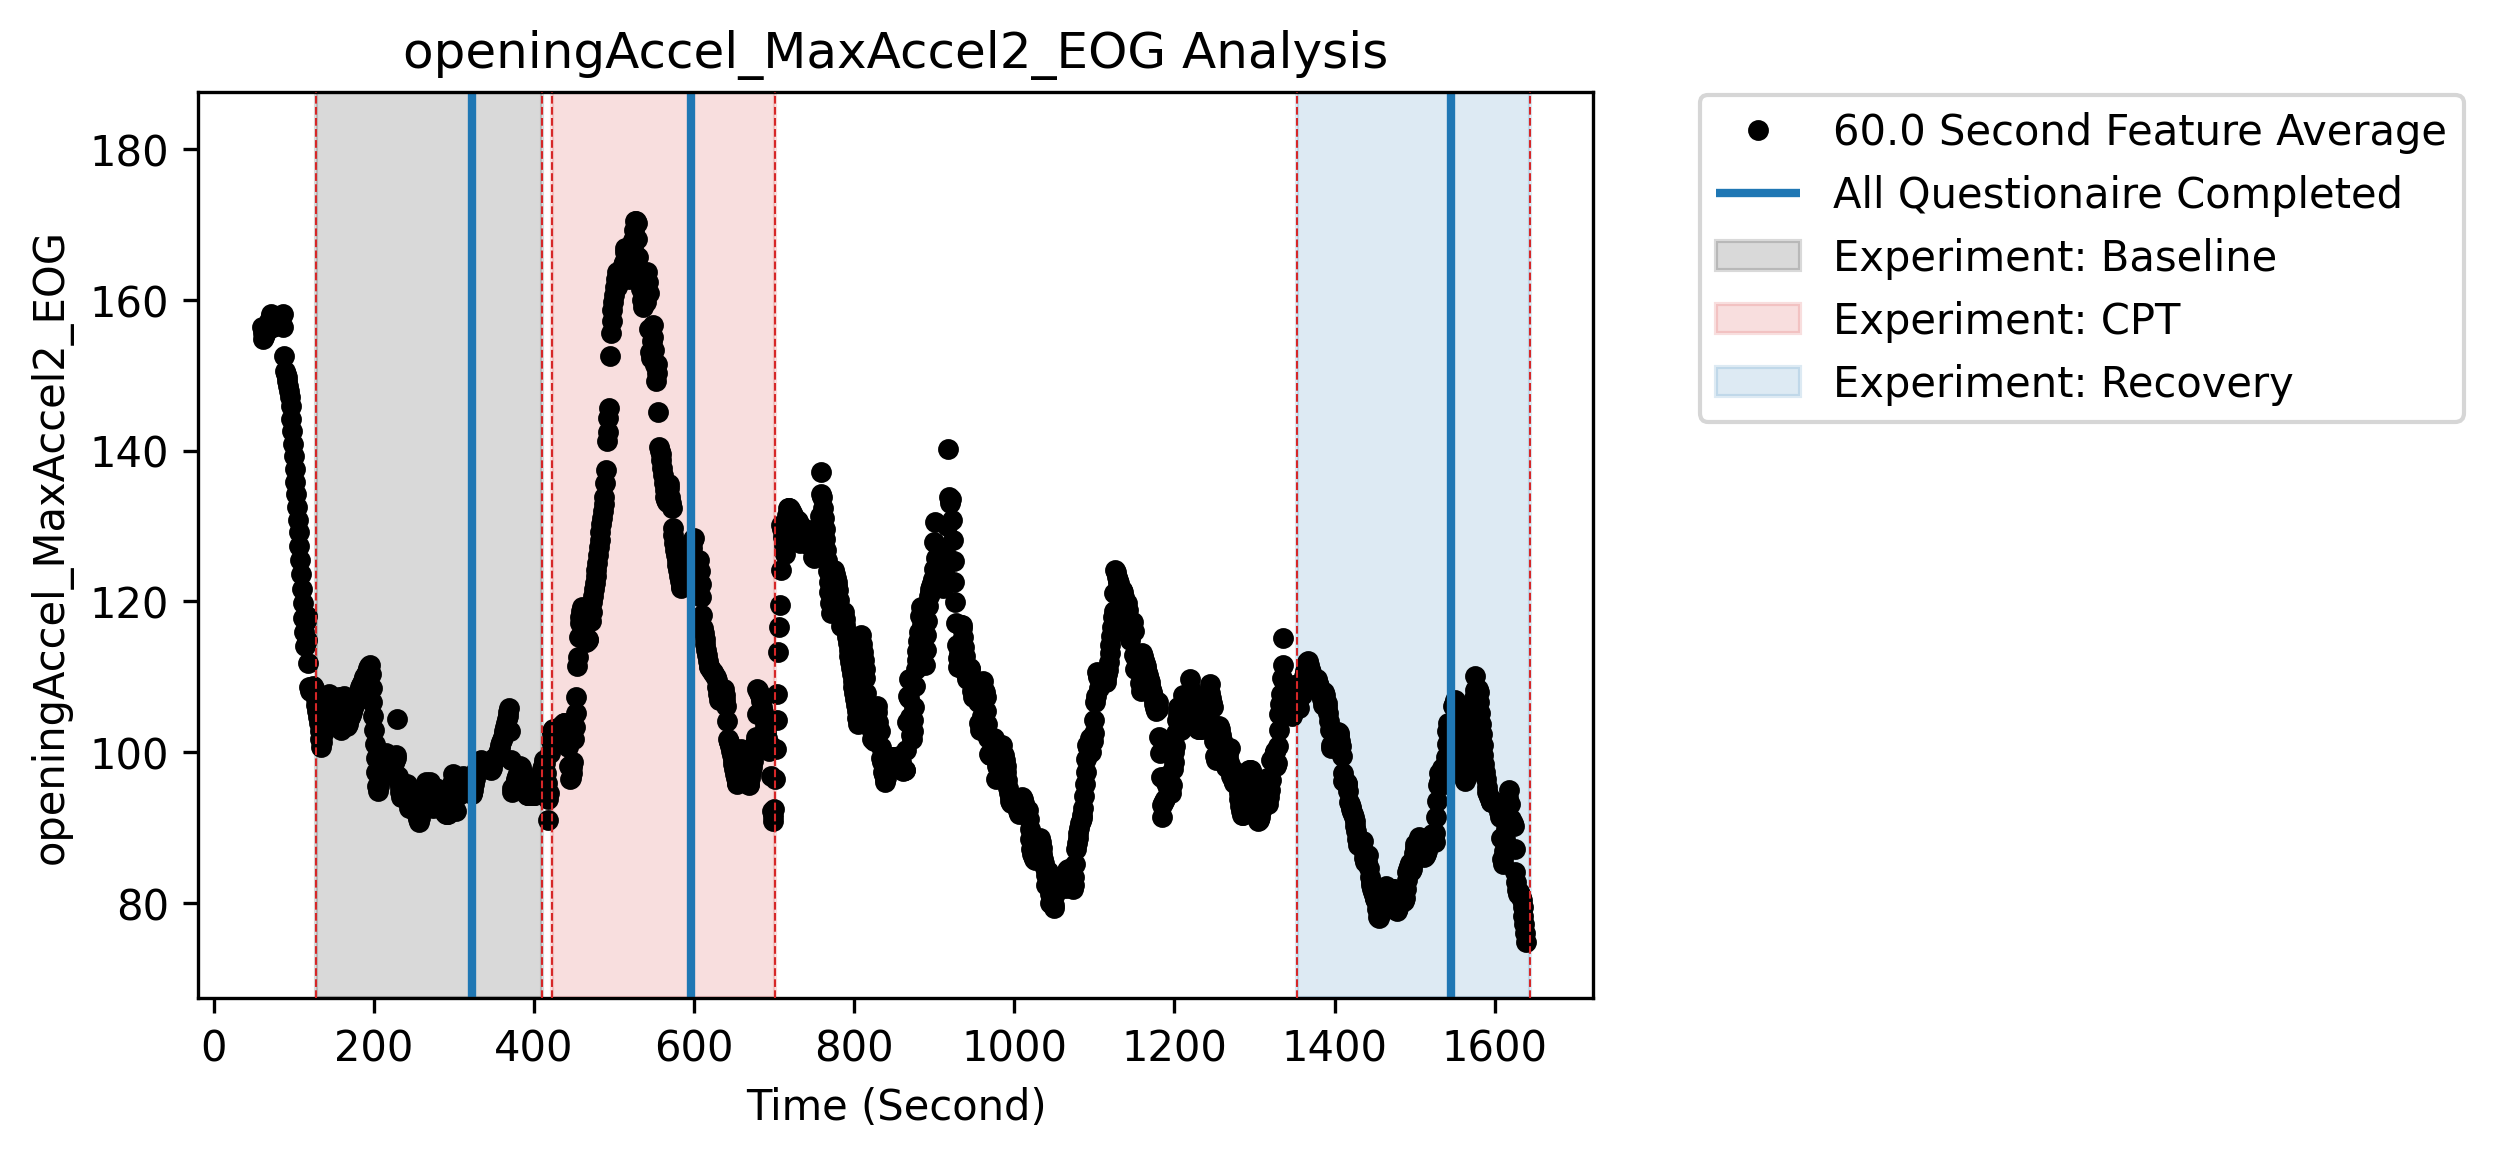 openingAccel_MaxAccel2_EOG Analysis
openingAccel_MaxAccel2_EOG
180
160
140
120
100
80
0 200 400 600 800 1000 1200 1400 1600
Time (Second)
60.0 Second Feature Average
All Questionaire Completed
Experiment: Baseline
Experiment: CPT
Experiment: Recovery